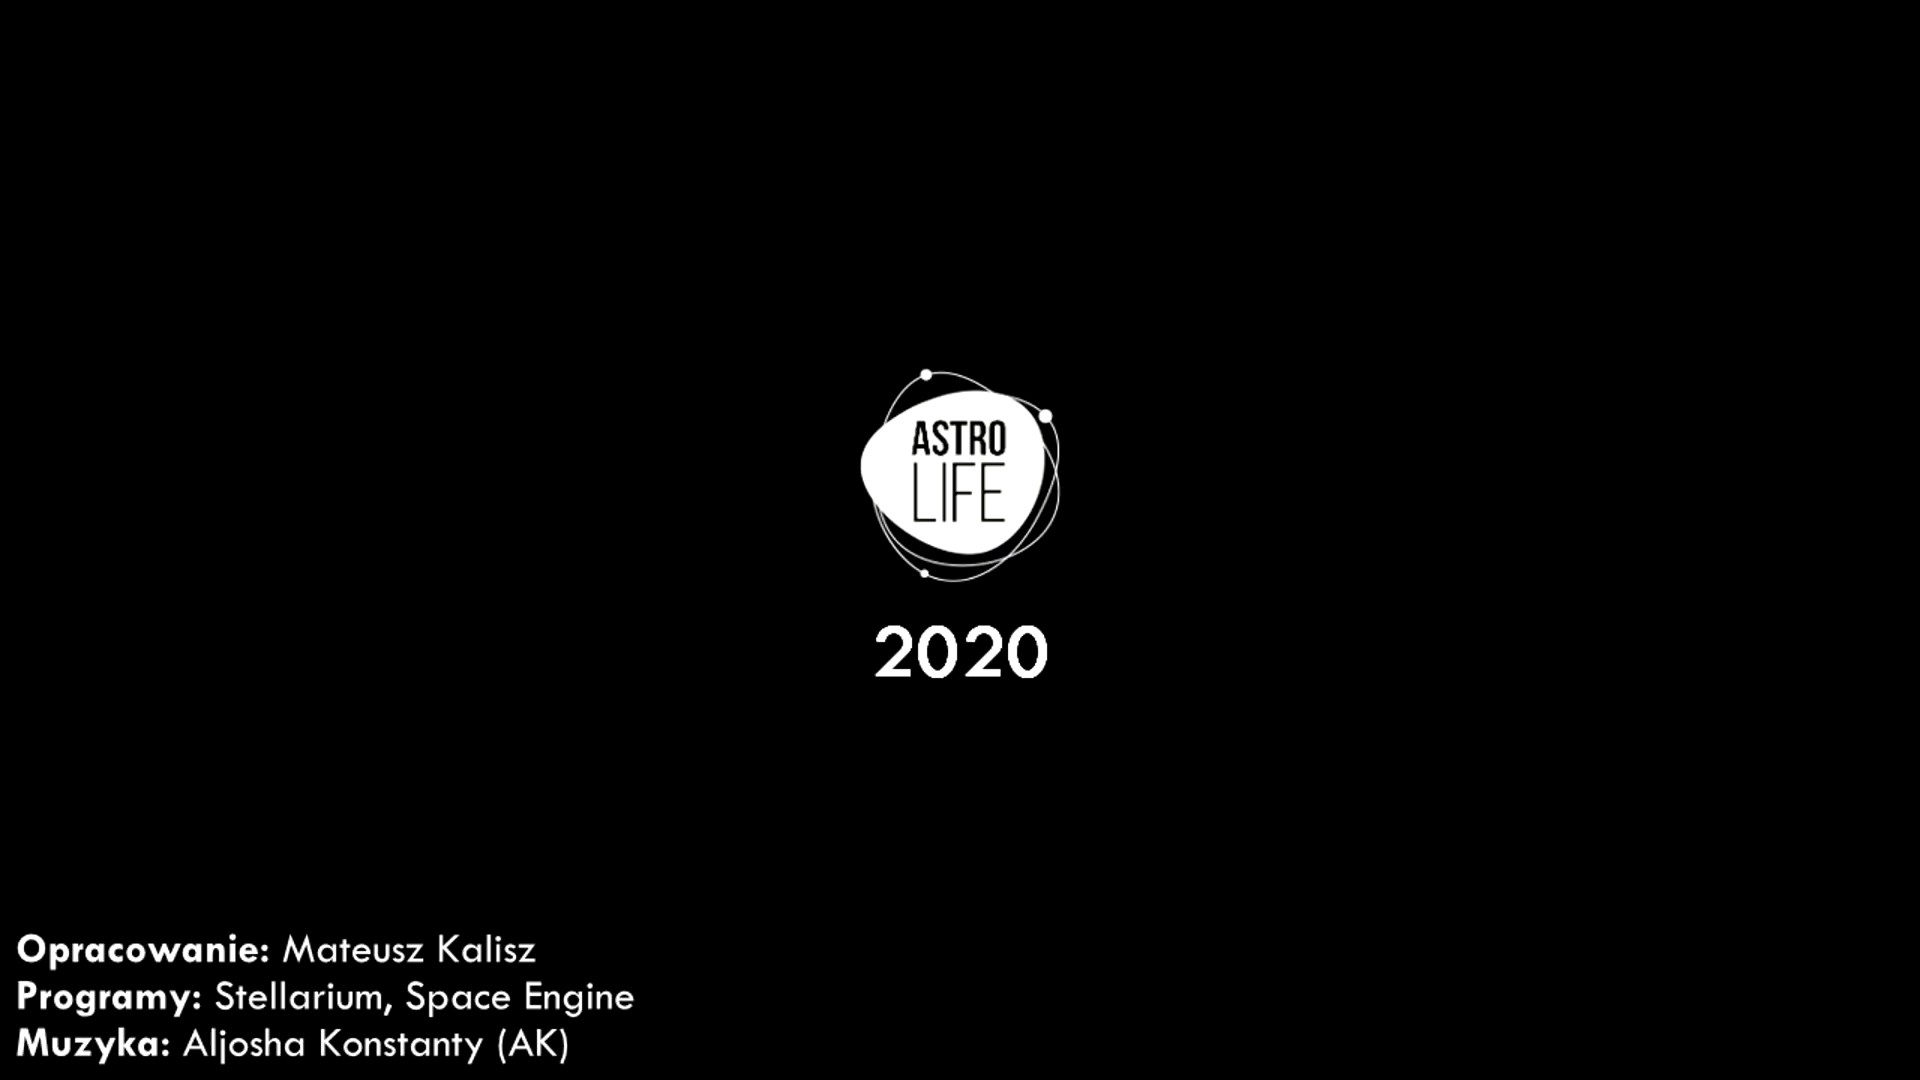 ASTRO
LIFE
2020
Opracowanie: Mateusz Kalisz
Programy: Stellarium, Space Engine
Muzyka: Aljosha Konstanty (AK)